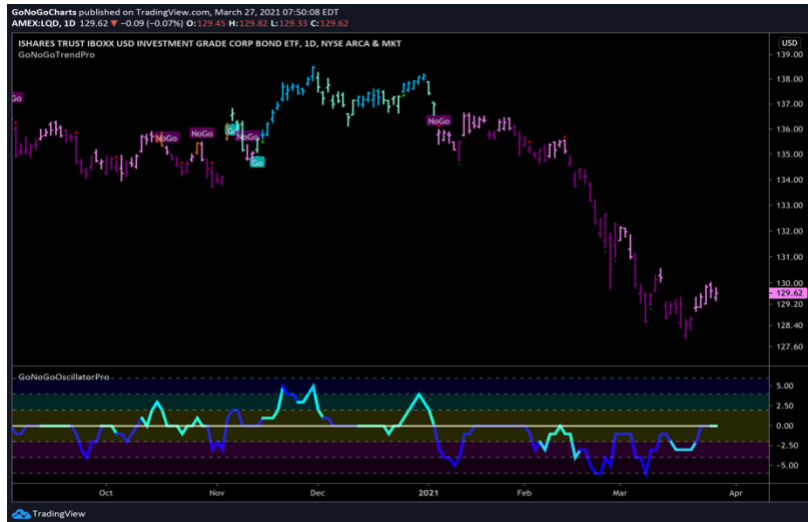 GoNoGoCharts published on TradingView.com, March 27, 2021 07:50:08 EDT
AMEX:LQD, 1D 129.62 ▼ −0.09 (−0.07%) O:129.45 H:129.82 L:129.33 C:129.62
ISHARES TRUST IBOXX USD INVESTMENT GRADE CORP BOND ETF, 1D, NYSE ARCA & MKT
USD
GoNoGoTrendPro
139.00
138.00
Go
137.00
NoGo
136.00
NoGo
NoGo
Go
NoGo
135.00
Go
134.00
133.00
132.00
131.00
130.00
129.62
129.20
128.40
127.60
GoNoGoOscillatorPro
5.00
2.50
0.00
-2.50
-5.00
Oct Nov Dec 2021 Feb Mar Apr
TradingView